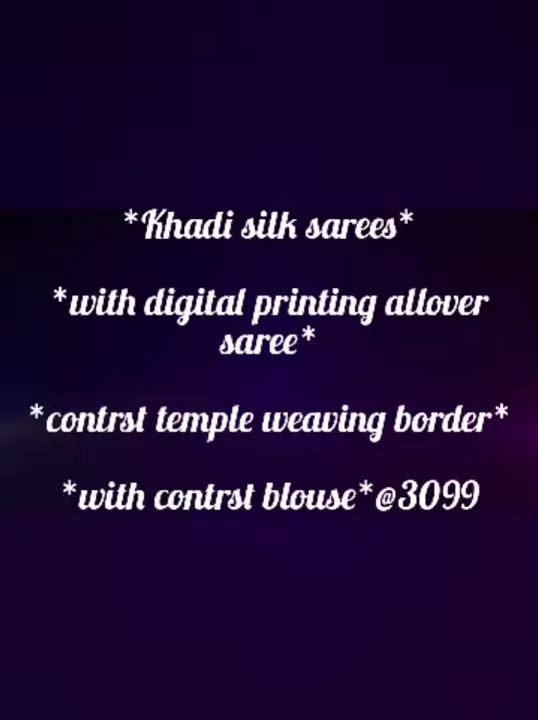 *Khadi silk sarees*
*with digital printing allover
saree*
*contrst temple weaving border*
*with contrst blouse*@3099